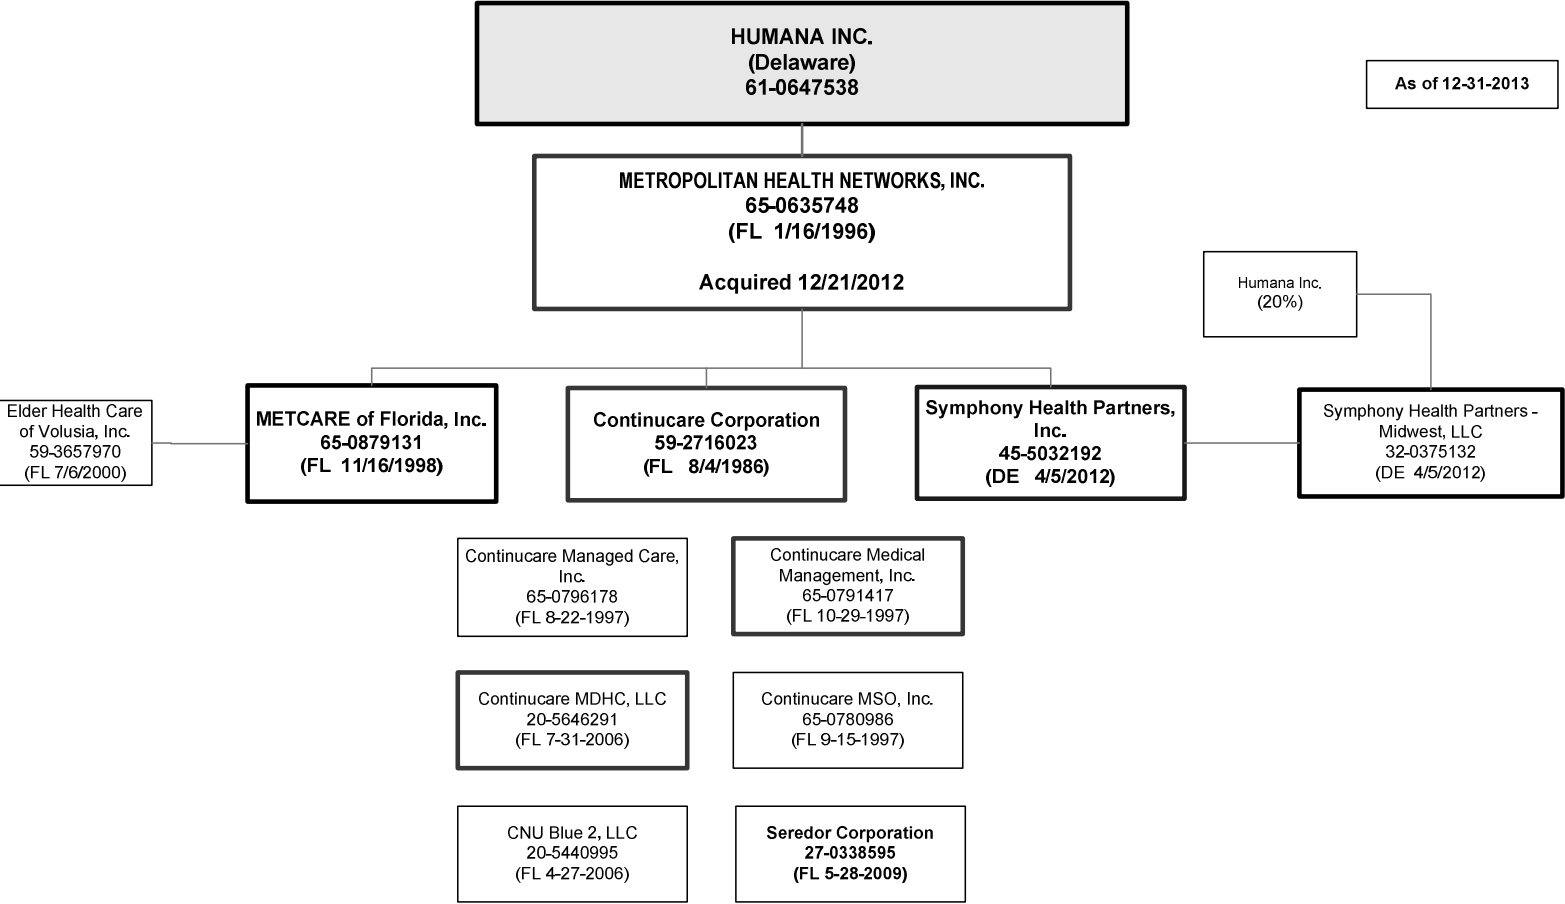 HUMANA INC.
(Delaware)
61-0647538
As of 12-31-2013
METROPOLITAN HEALTH NETWORKS, INC.
65-0635748
(FL 1/16/1996)
Acquired 12/21/2012
Humana Inc.
(20%)
Elder Health Care
of Volusia, Inc.
59-3657970
(FL 7/6/2000)
METCARE of Florida, Inc.
65-0879131
(FL 11/16/1998)
Continucare Corporation
59-2716023
(FL 8/4/1986)
Symphony Health Partners,
Inc.
45-5032192
(DE 4/5/2012)
Symphony Health Partners -
Midwest, LLC
32-0375132
(DE 4/5/2012)
Continucare Managed Care,
Inc.
65-0796178
(FL 8-22-1997)
Continucare Medical
Management, Inc.
65-0791417
(FL 10-29-1997)
Continucare MDHC, LLC
20-5646291
(FL 7-31-2006)
Continucare MSO, Inc.
65-0780986
(FL 9-15-1997)
CNU Blue 2, LLC
20-5440995
(FL 4-27-2006)
Seredor Corporation
27-0338595
(FL 5-28-2009)